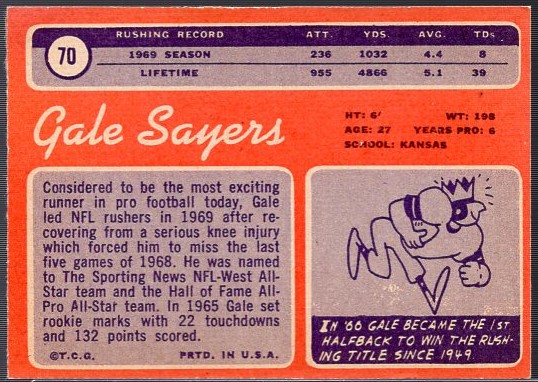 70
RUSHING RECORD ATT. YDS. AVG. TDs
1969 SEASON 236 1032 4.4 8
LIFETIME 955 4866 5.1 39
Gale Sayers
HT: 6' WT: 198
AGE: 27 YEARS PRO: 6
SCHOOL: KANSAS
Considered to be the most exciting
runner in pro football today, Gale
led NFL rushers in 1969 after re-
covering from a serious knee injury
which forced him to miss the last
five games of 1968. He was named
to The Sporting News NFL-West All-
Star team and the Hall of Fame All-
Pro All-Star team. In 1965 Gale set
rookie marks with 22 touchdowns
and 132 points scored.
©T.C.G. PRTD. IN U.S.A.
IN '66 GALE BECAME THE 1ST
HALFBACK TO WIN THE RUSH-
ING TITLE SINCE 1949.